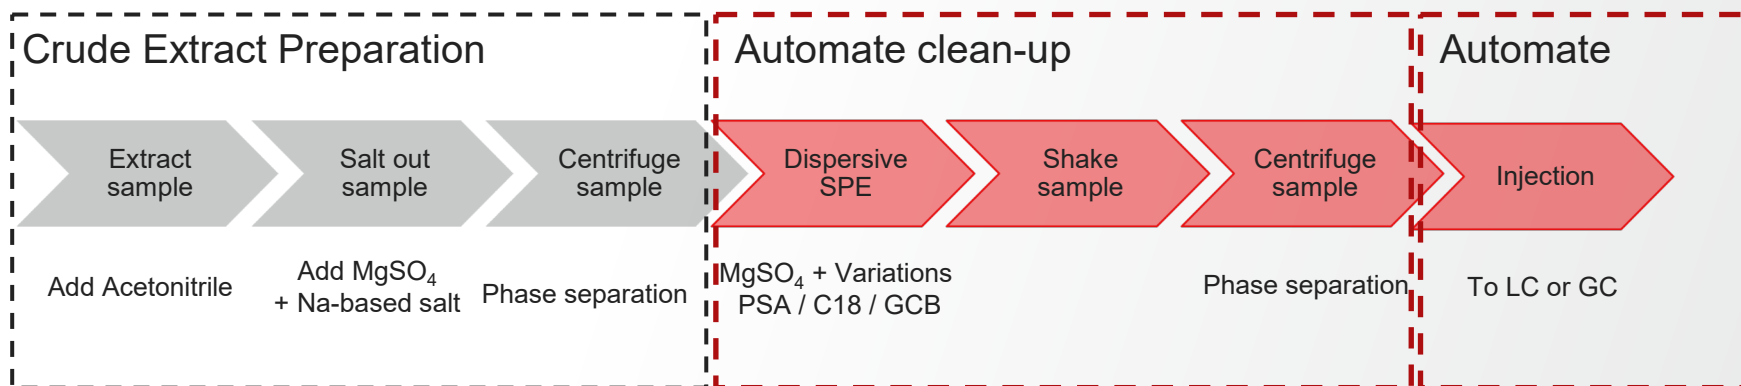 Crude Extract Preparation
Automate clean-up
Automate
Extract
sample
Salt out
sample
Centrifuge
sample
Dispersive
SPE
Shake
sample
Centrifuge
sample
Injection
Add Acetonitrile
Add MgSO₄
+ Na-based salt
Phase separation
MgSO₄ + Variations
PSA / C18 / GCB
Phase separation
To LC or GC